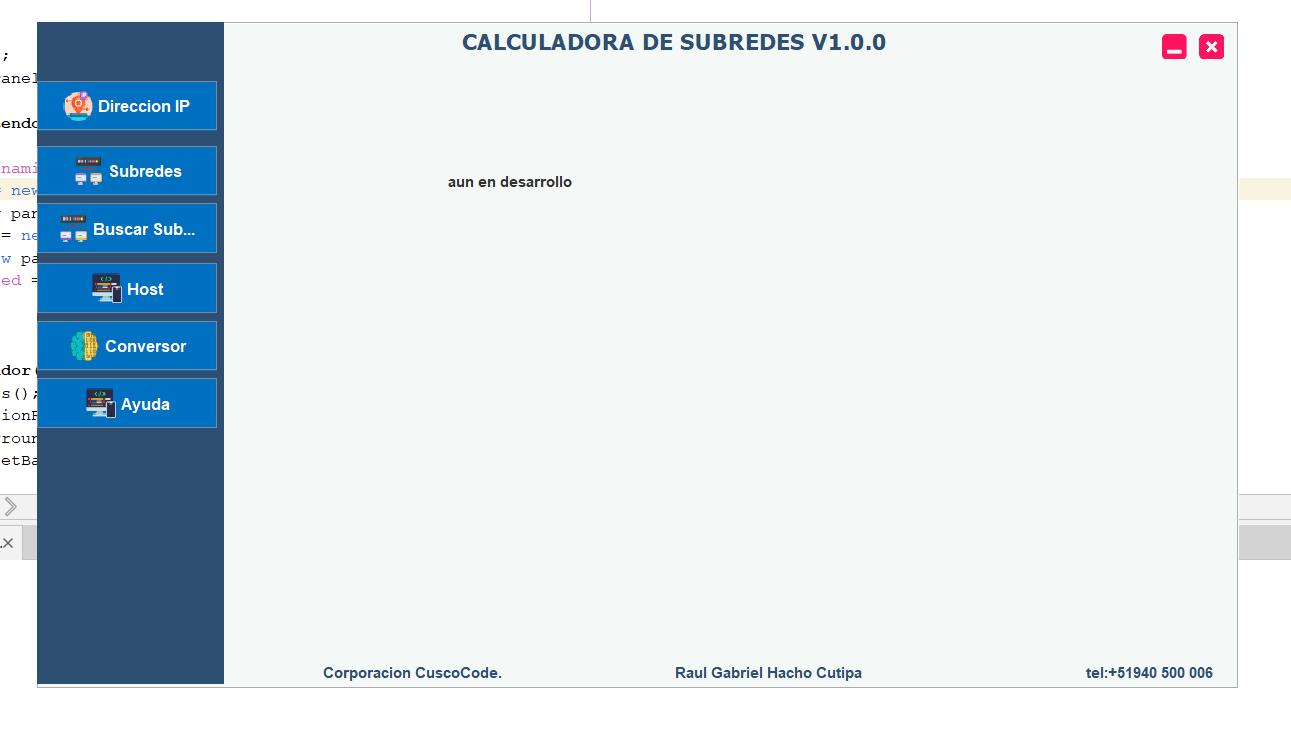 CALCULADORA DE SUBREDES V1.0.0
Direccion IP
Subredes
Buscar Sub...
Host
Conversor
Ayuda
aun en desarrollo
Corporacion CuscoCode.
Raul Gabriel Hacho Cutipa
tel:+51940 500 006
;
= new
=
s();